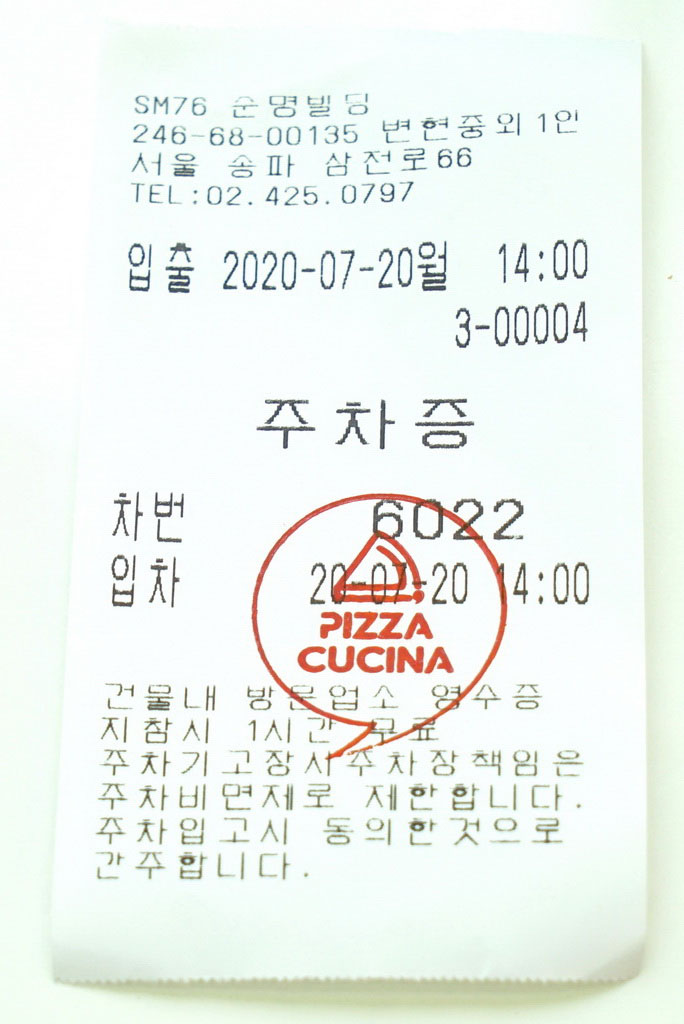 SM76 운명빌딩
246-68-00135 변현중외1인
서울 송파 삼전로66
TEL:02.425.0797
입출 2020-07-20월 14:00
3-00004
주차증
차번 6022
입차 20-07-20 14:00
PIZZA
CUCINA
건물내 방문업소 영수증
지참시 1시간 무료
주차기고장시주차장책임은
주차비면제로 제한합니다.
주차입고시 동의한것으로
간주합니다.